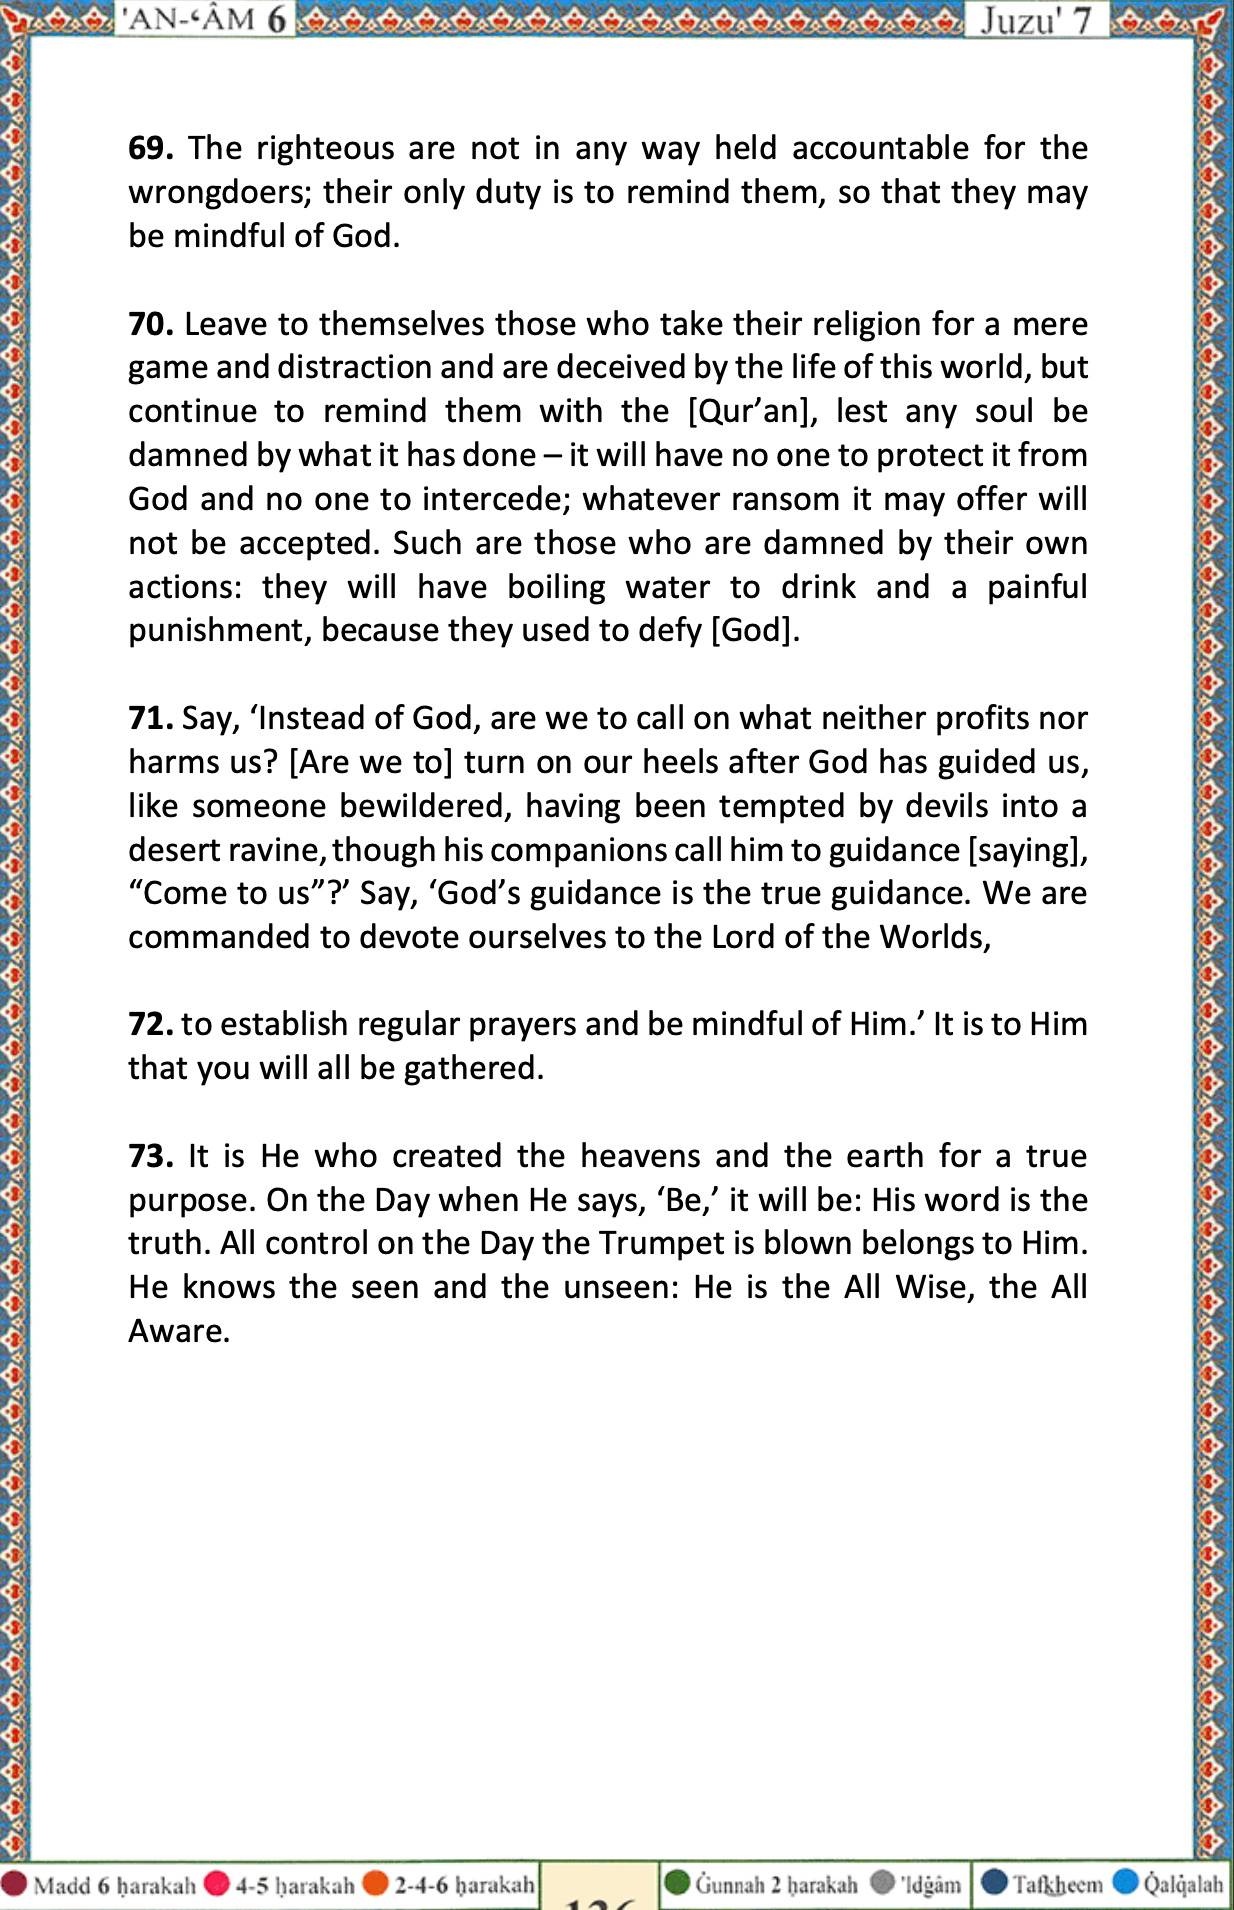 'AN-ʻÂM 6
Juzu' 7
69. The righteous are not in any way held accountable for the
wrongdoers; their only duty is to remind them, so that they may
be mindful of God.
70. Leave to themselves those who take their religion for a mere
game and distraction and are deceived by the life of this world, but
continue to remind them with the [Qur’an], lest any soul be
damned by what it has done – it will have no one to protect it from
God and no one to intercede; whatever ransom it may offer will
not be accepted. Such are those who are damned by their own
actions: they will have boiling water to drink and a painful
punishment, because they used to defy [God].
71. Say, ‘Instead of God, are we to call on what neither profits nor
harms us? [Are we to] turn on our heels after God has guided us,
like someone bewildered, having been tempted by devils into a
desert ravine, though his companions call him to guidance [saying],
“Come to us”?’ Say, ‘God’s guidance is the true guidance. We are
commanded to devote ourselves to the Lord of the Worlds,
72. to establish regular prayers and be mindful of Him.’ It is to Him
that you will all be gathered.
73. It is He who created the heavens and the earth for a true
purpose. On the Day when He says, ‘Be,’ it will be: His word is the
truth. All control on the Day the Trumpet is blown belongs to Him.
He knows the seen and the unseen: He is the All Wise, the All
Aware.
Madd 6 ḥarakah 4-5 ḥarakah 2-4-6 ḥarakah
136
Ġunnah 2 ḥarakah 'Idġâm Tafkheem Q̇alq̇alah